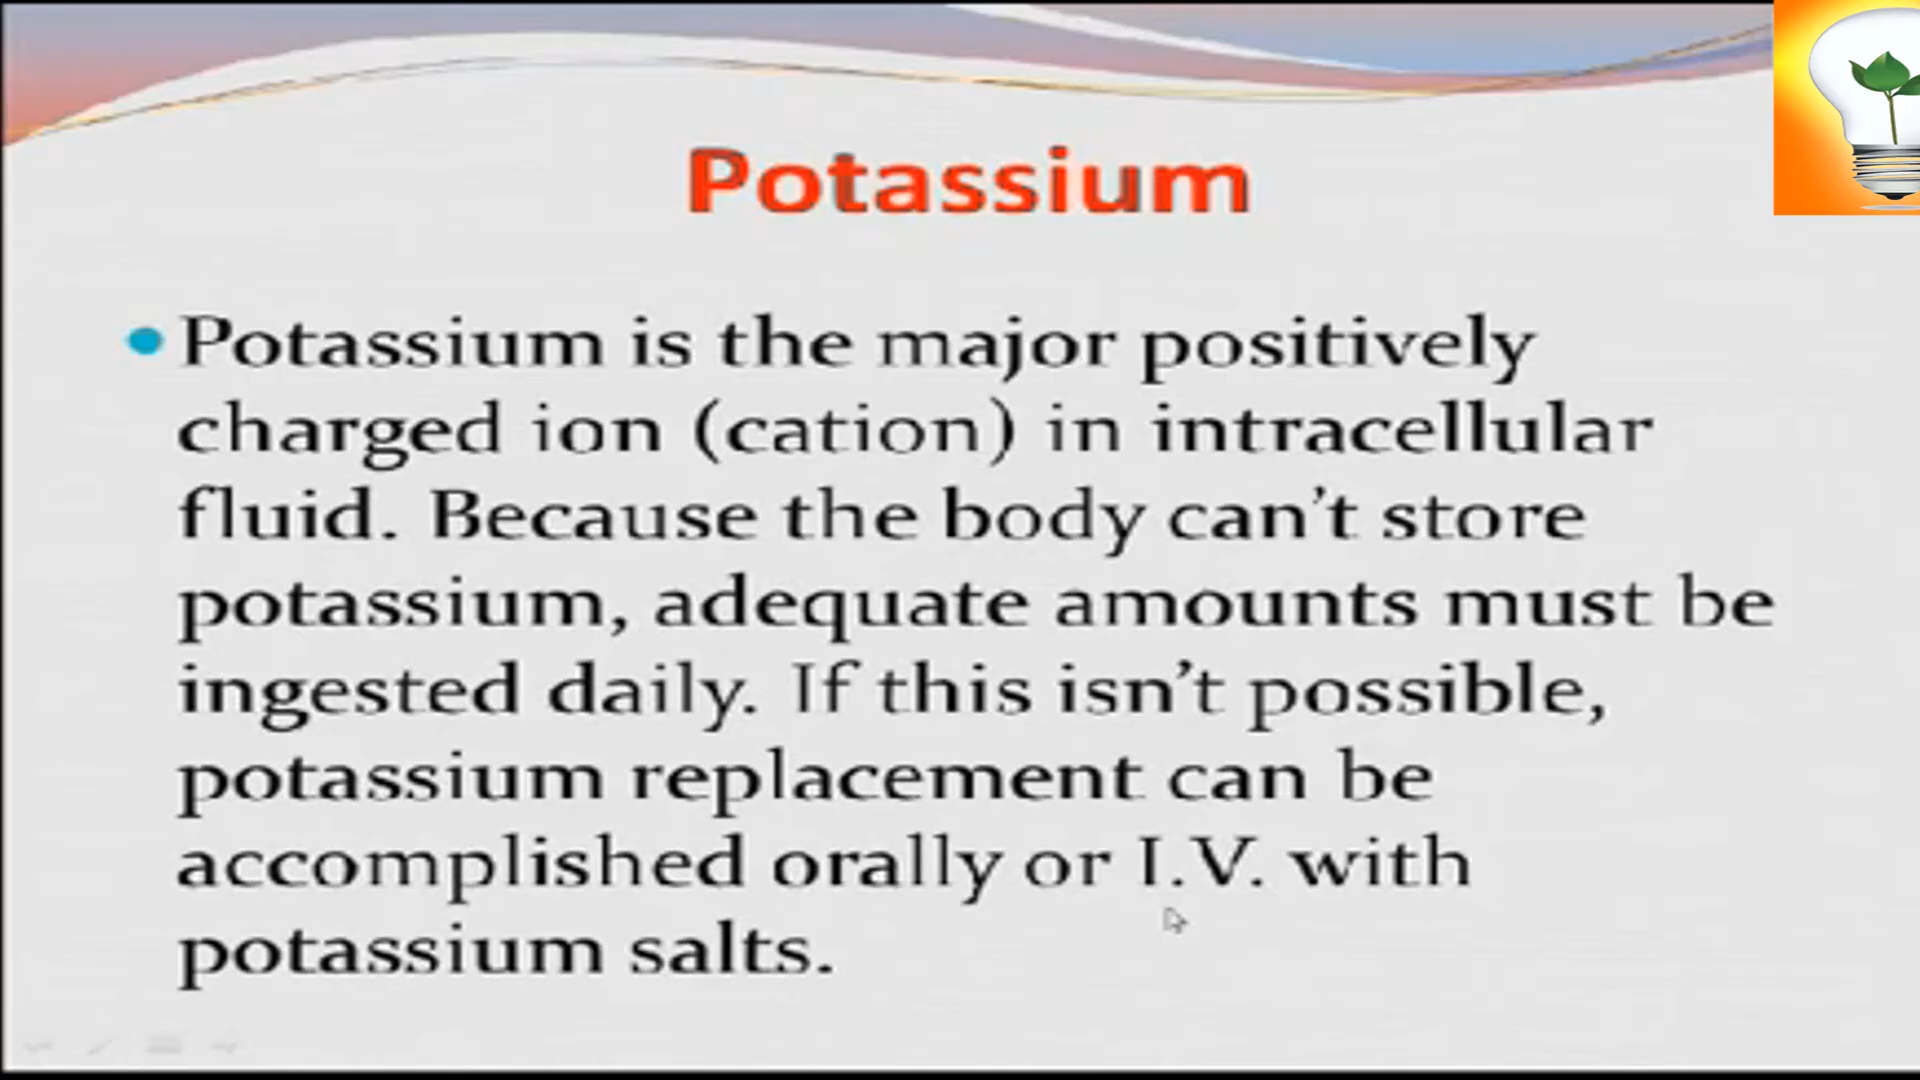 Potassium
• Potassium is the major positively
charged ion (cation) in intracellular
fluid. Because the body can’t store
potassium, adequate amounts must be
ingested daily. If this isn’t possible,
potassium replacement can be
accomplished orally or I.V. with
potassium salts.